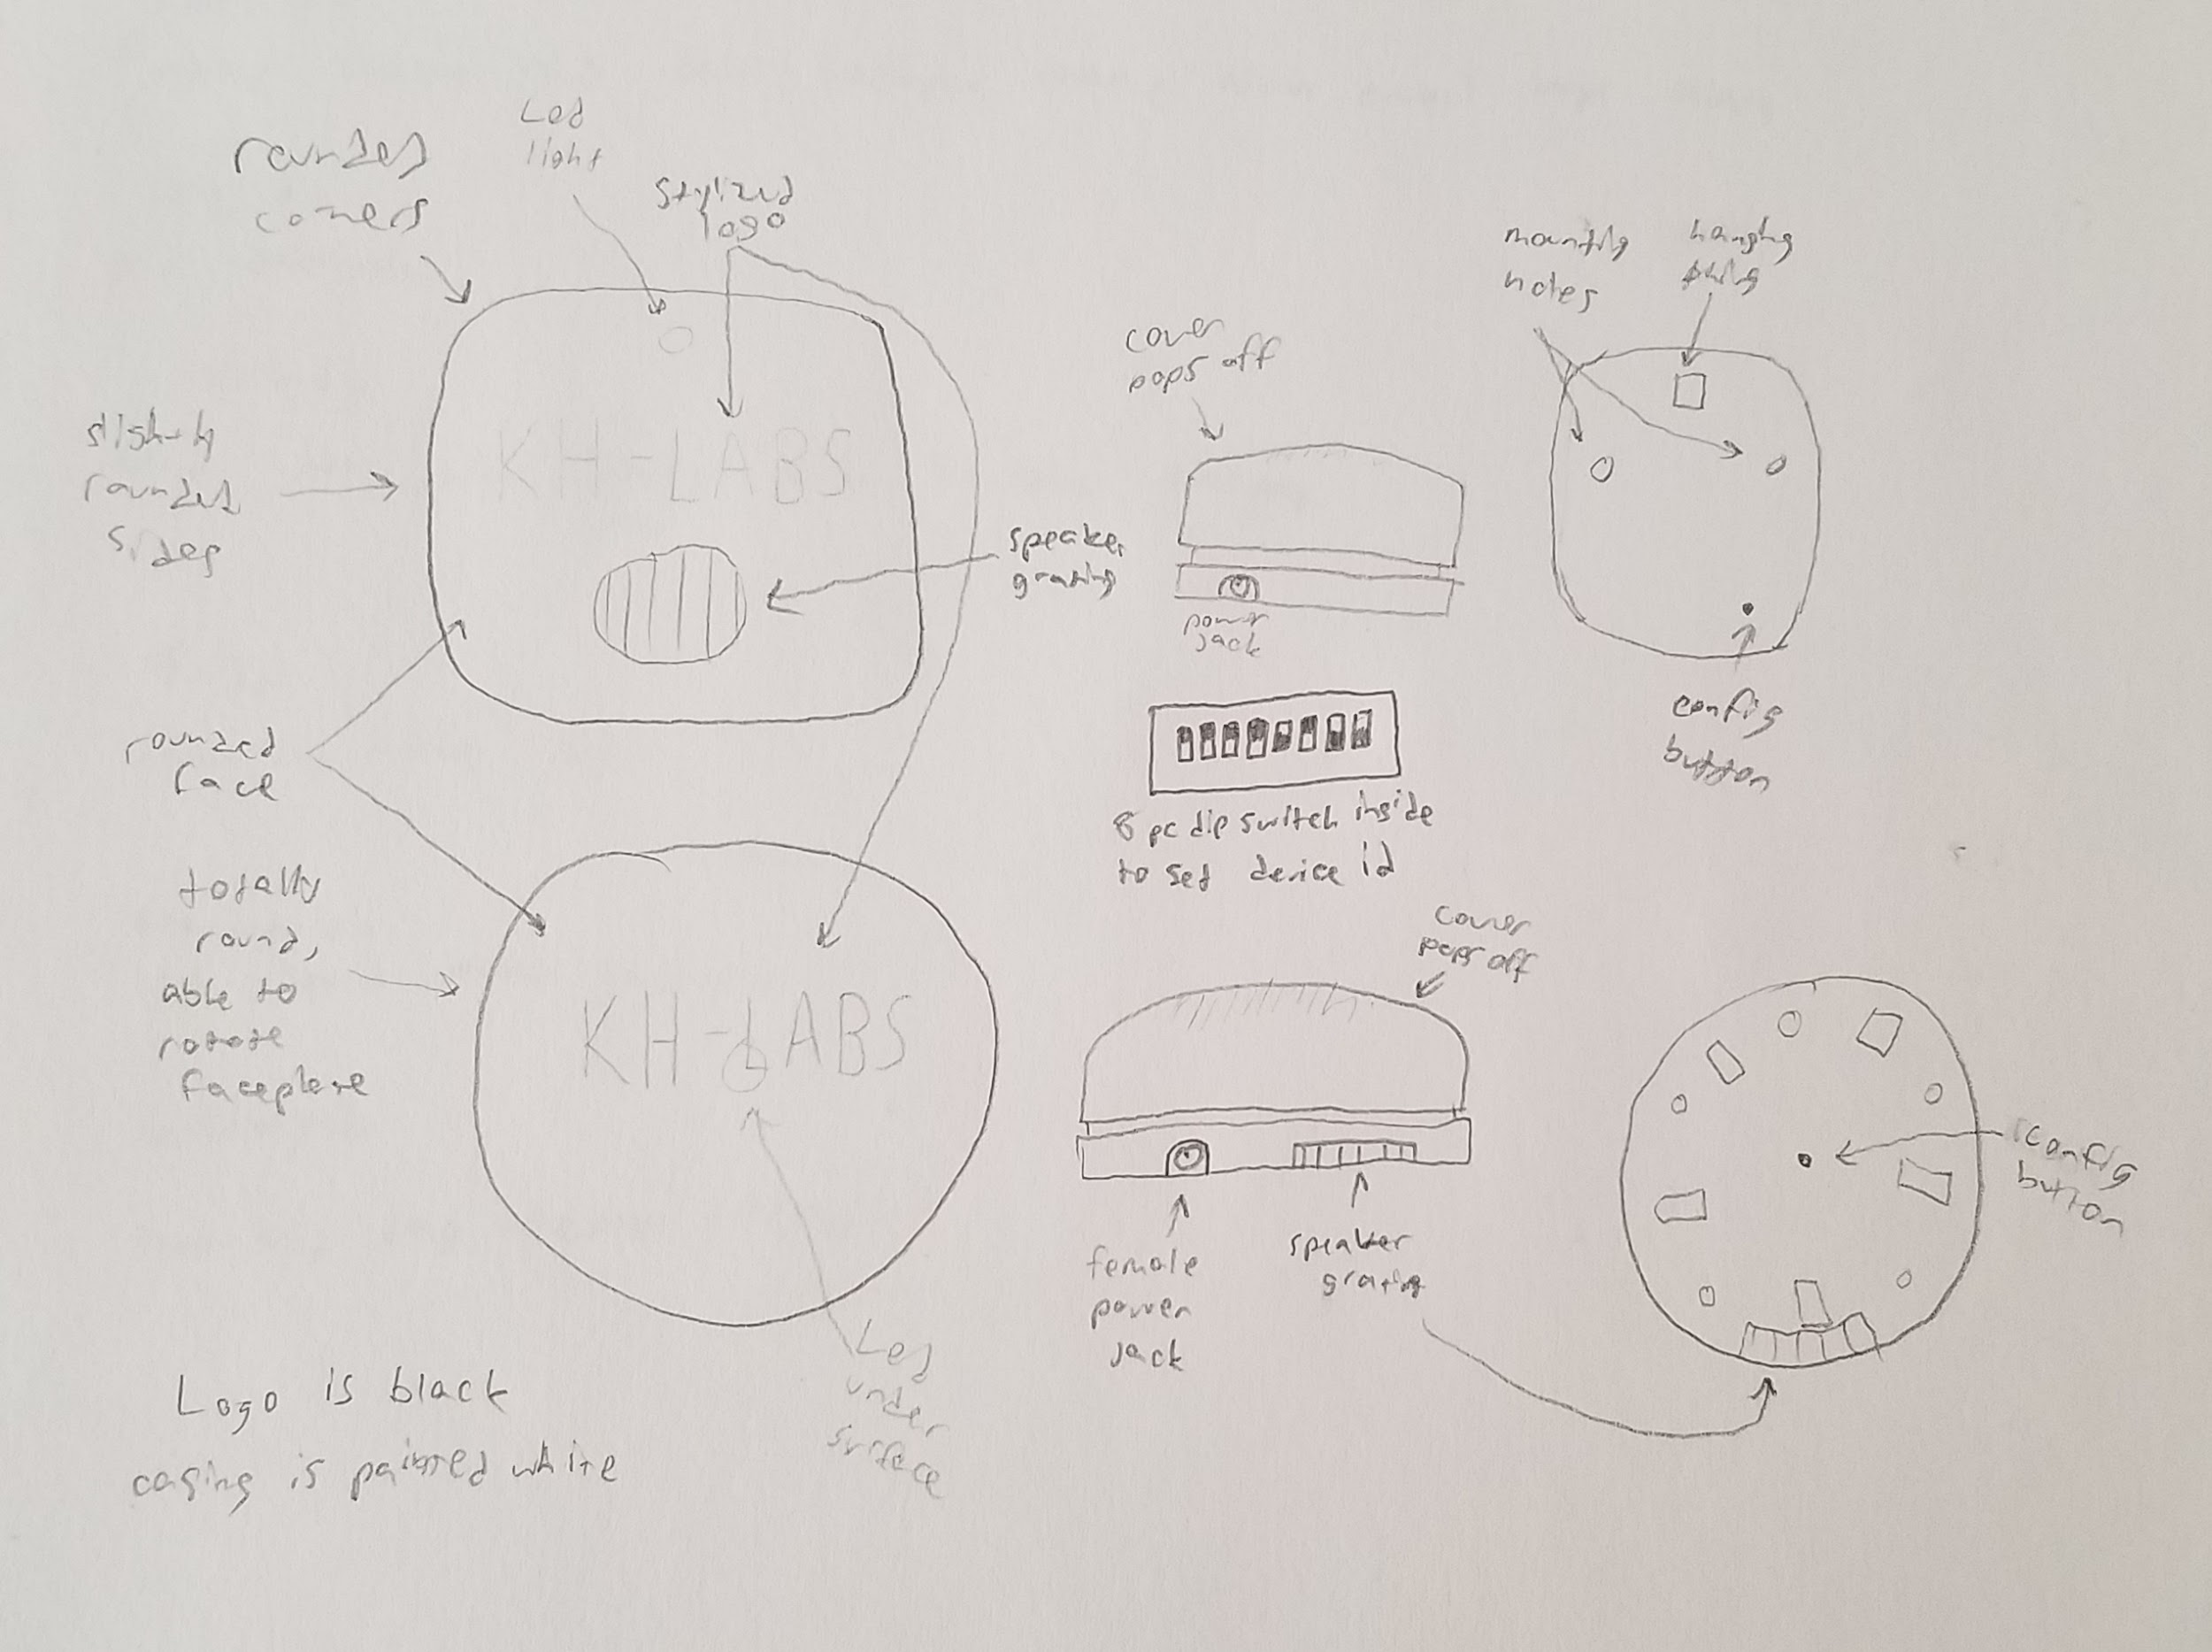 rounded
corners
Led
light
stylized
logo
slightly
rounded
sides
KH-LABS
speaker
grating
rounded
face
totally
round,
able to
rotate
faceplate
KH-LABS
Led
under
surface
Logo is black
casing is painted white
cover
pops off
power
jack
8 pc dip switch inside
to set device id
cover
pops off
female
power
jack
speaker
grating
mounting
holes
hanging
thing
config
button
config
button